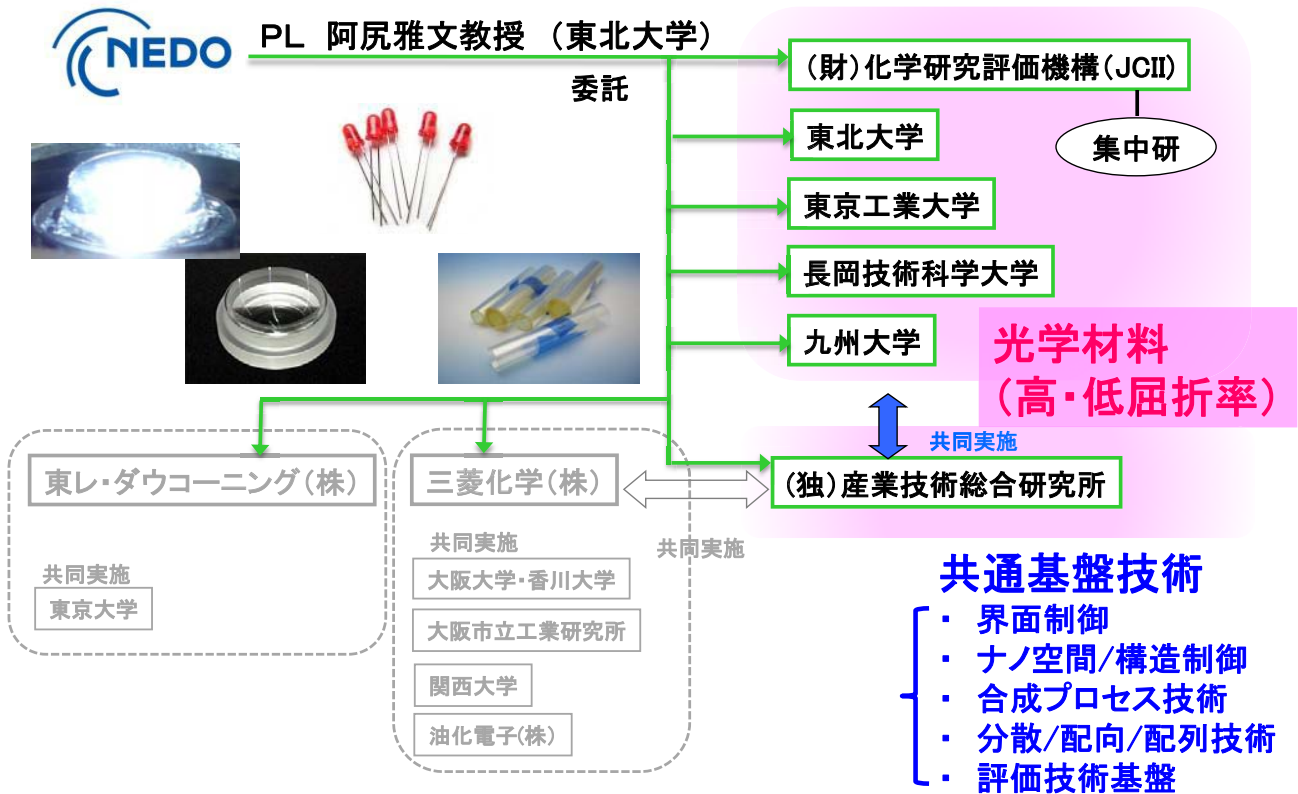 NEDO
PL 阿尻雅文教授 （東北大学）
委託
（財）化学研究評価機構（JCII）
集中研
東北大学
東京工業大学
長岡技術科学大学
九州大学
光学材料
（高・低屈折率）
共同実施
（独）産業技術総合研究所
東レ・ダウコーニング（株）
共同実施
東京大学
三菱化学（株）
共同実施
共同実施
大阪大学・香川大学
大阪市立工業研究所
関西大学
油化電子(株）
共通基盤技術
・ 界面制御
・ ナノ空間/構造制御
・ 合成プロセス技術
・ 分散/配向/配列技術
・ 評価技術基盤